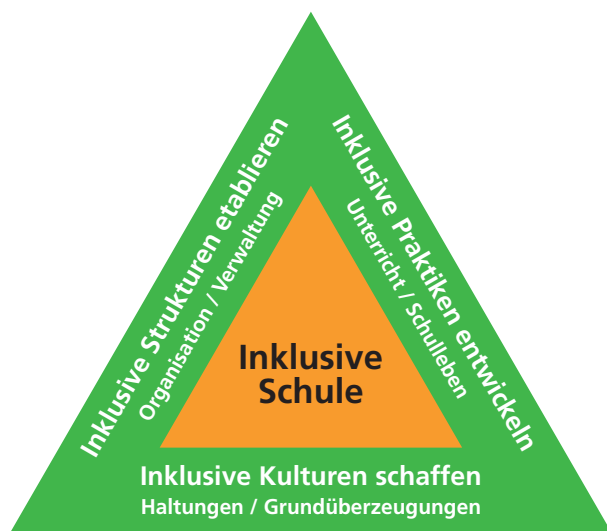 Inklusive Strukturen etablieren
Organisation / Verwaltung
Inklusive Praktiken entwickeln
Unterricht / Schulleben
Inklusive
Schule
Inklusive Kulturen schaffen
Haltungen / Grundüberzeugungen